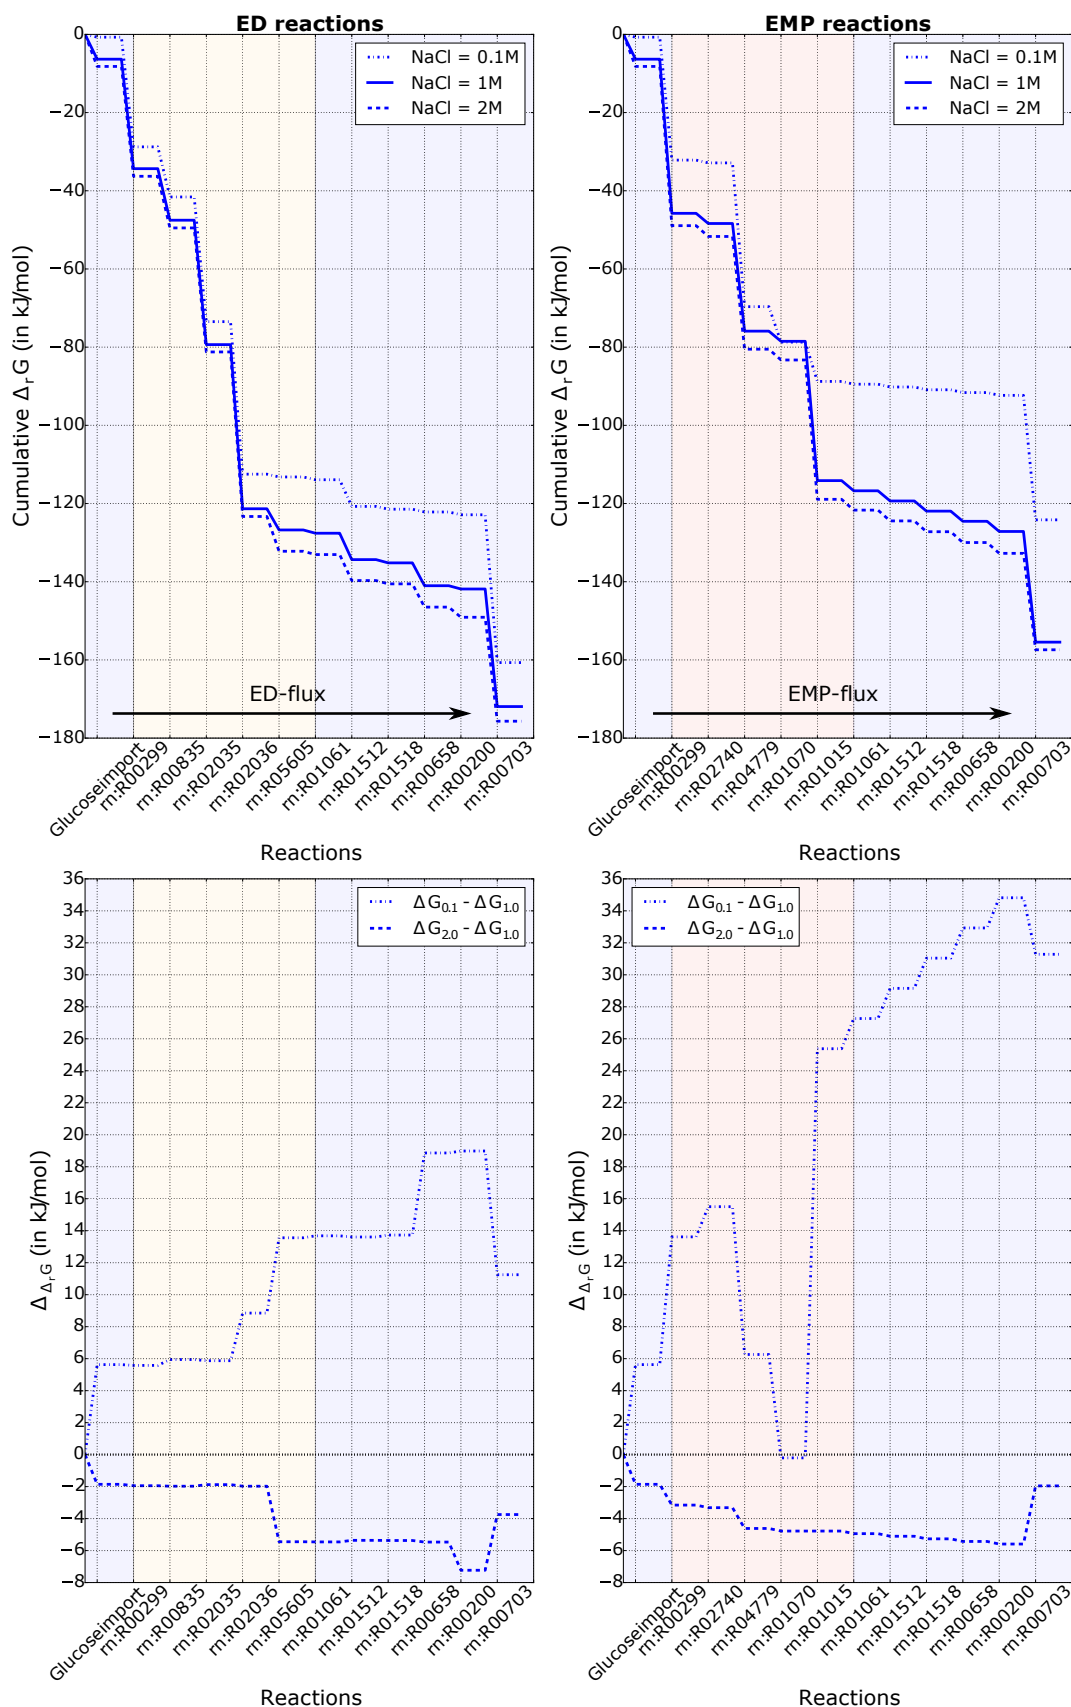 ED reactions
NaCl = 0.1M
NaCl = 1M
NaCl = 2M
Cumulative Δ_rG (in kJ/mol)
0
−20
−40
−60
−80
−100
−120
−140
−160
−180
ED-flux
Glucoseimport
rn:R00299
rn:R00835
rn:R02035
rn:R02036
rn:R05605
rn:R01061
rn:R01512
rn:R01518
rn:R00658
rn:R00200
rn:R00703
Reactions
EMP reactions
NaCl = 0.1M
NaCl = 1M
NaCl = 2M
Cumulative Δ_rG (in kJ/mol)
0
−20
−40
−60
−80
−100
−120
−140
−160
−180
EMP-flux
Glucoseimport
rn:R00299
rn:R02740
rn:R04779
rn:R01070
rn:R01015
rn:R01061
rn:R01512
rn:R01518
rn:R00658
rn:R00200
rn:R00703
Reactions
ΔG0.1 - ΔG1.0
ΔG2.0 - ΔG1.0
Δ_Δ_rG (in kJ/mol)
36
34
32
30
28
26
24
22
20
18
16
14
12
10
8
6
4
2
0
−2
−4
−6
−8
Glucoseimport
rn:R00299
rn:R00835
rn:R02035
rn:R02036
rn:R05605
rn:R01061
rn:R01512
rn:R01518
rn:R00658
rn:R00200
rn:R00703
Reactions
ΔG0.1 - ΔG1.0
ΔG2.0 - ΔG1.0
Δ_Δ_rG (in kJ/mol)
36
34
32
30
28
26
24
22
20
18
16
14
12
10
8
6
4
2
0
−2
−4
−6
−8
Glucoseimport
rn:R00299
rn:R02740
rn:R04779
rn:R01070
rn:R01015
rn:R01061
rn:R01512
rn:R01518
rn:R00658
rn:R00200
rn:R00703
Reactions